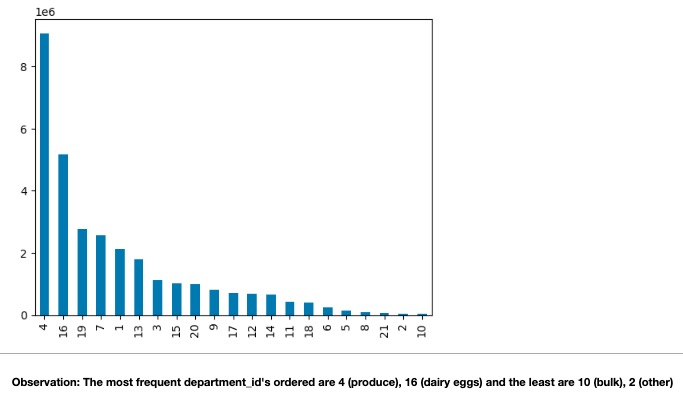 1e6
8
6
4
2
0
4 16 19 7 1 13 3 15 20 9 17 12 14 11 18 6 5 8 21 2 10
Observation: The most frequent department_id's ordered are 4 (produce), 16 (dairy eggs) and the least are 10 (bulk), 2 (other)